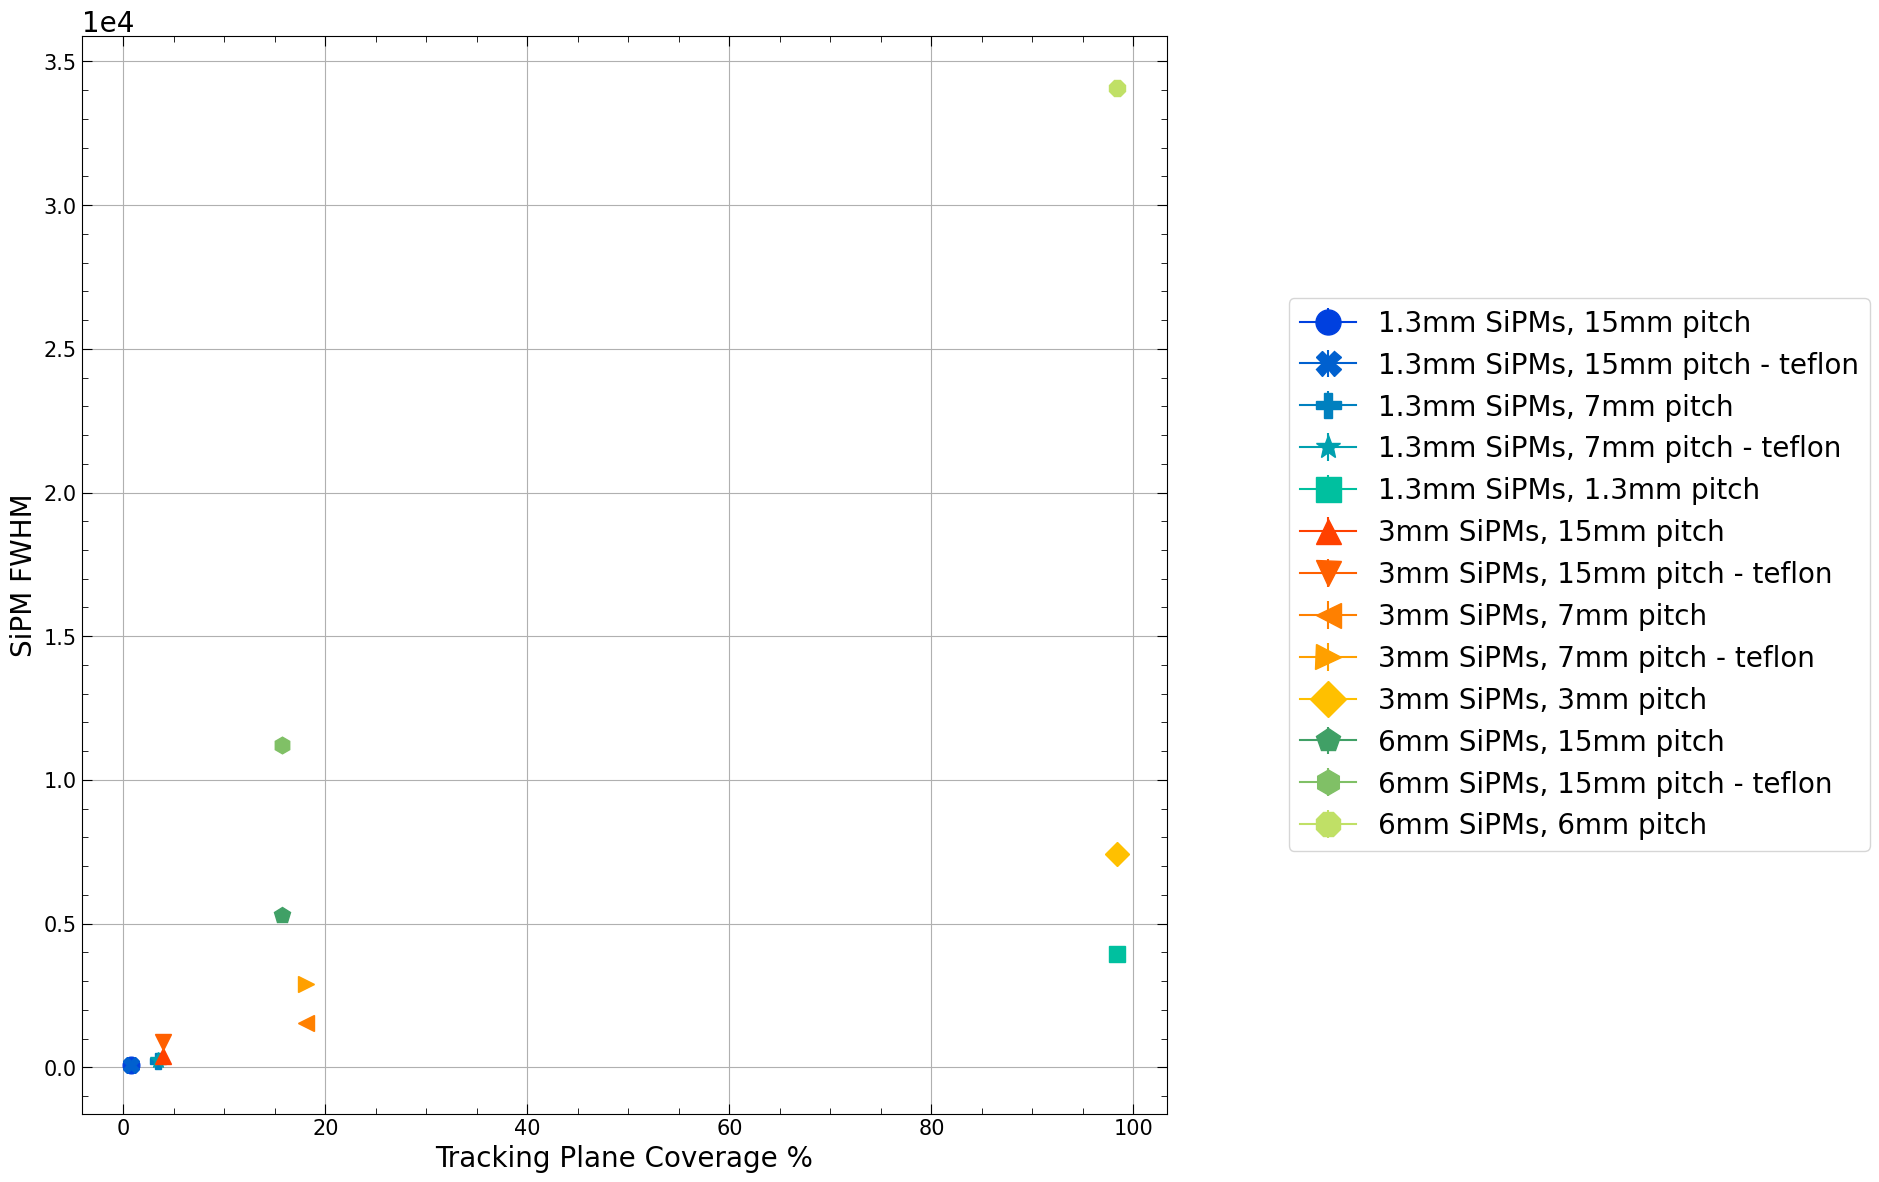 1e4
3.5
3.0
2.5
2.0
1.5
1.0
0.5
0.0
SiPM FWHM
0 20 40 60 80 100
Tracking Plane Coverage %
1.3mm SiPMs, 15mm pitch
1.3mm SiPMs, 15mm pitch - teflon
1.3mm SiPMs, 7mm pitch
1.3mm SiPMs, 7mm pitch - teflon
1.3mm SiPMs, 1.3mm pitch
3mm SiPMs, 15mm pitch
3mm SiPMs, 15mm pitch - teflon
3mm SiPMs, 7mm pitch
3mm SiPMs, 7mm pitch - teflon
3mm SiPMs, 3mm pitch
6mm SiPMs, 15mm pitch
6mm SiPMs, 15mm pitch - teflon
6mm SiPMs, 6mm pitch